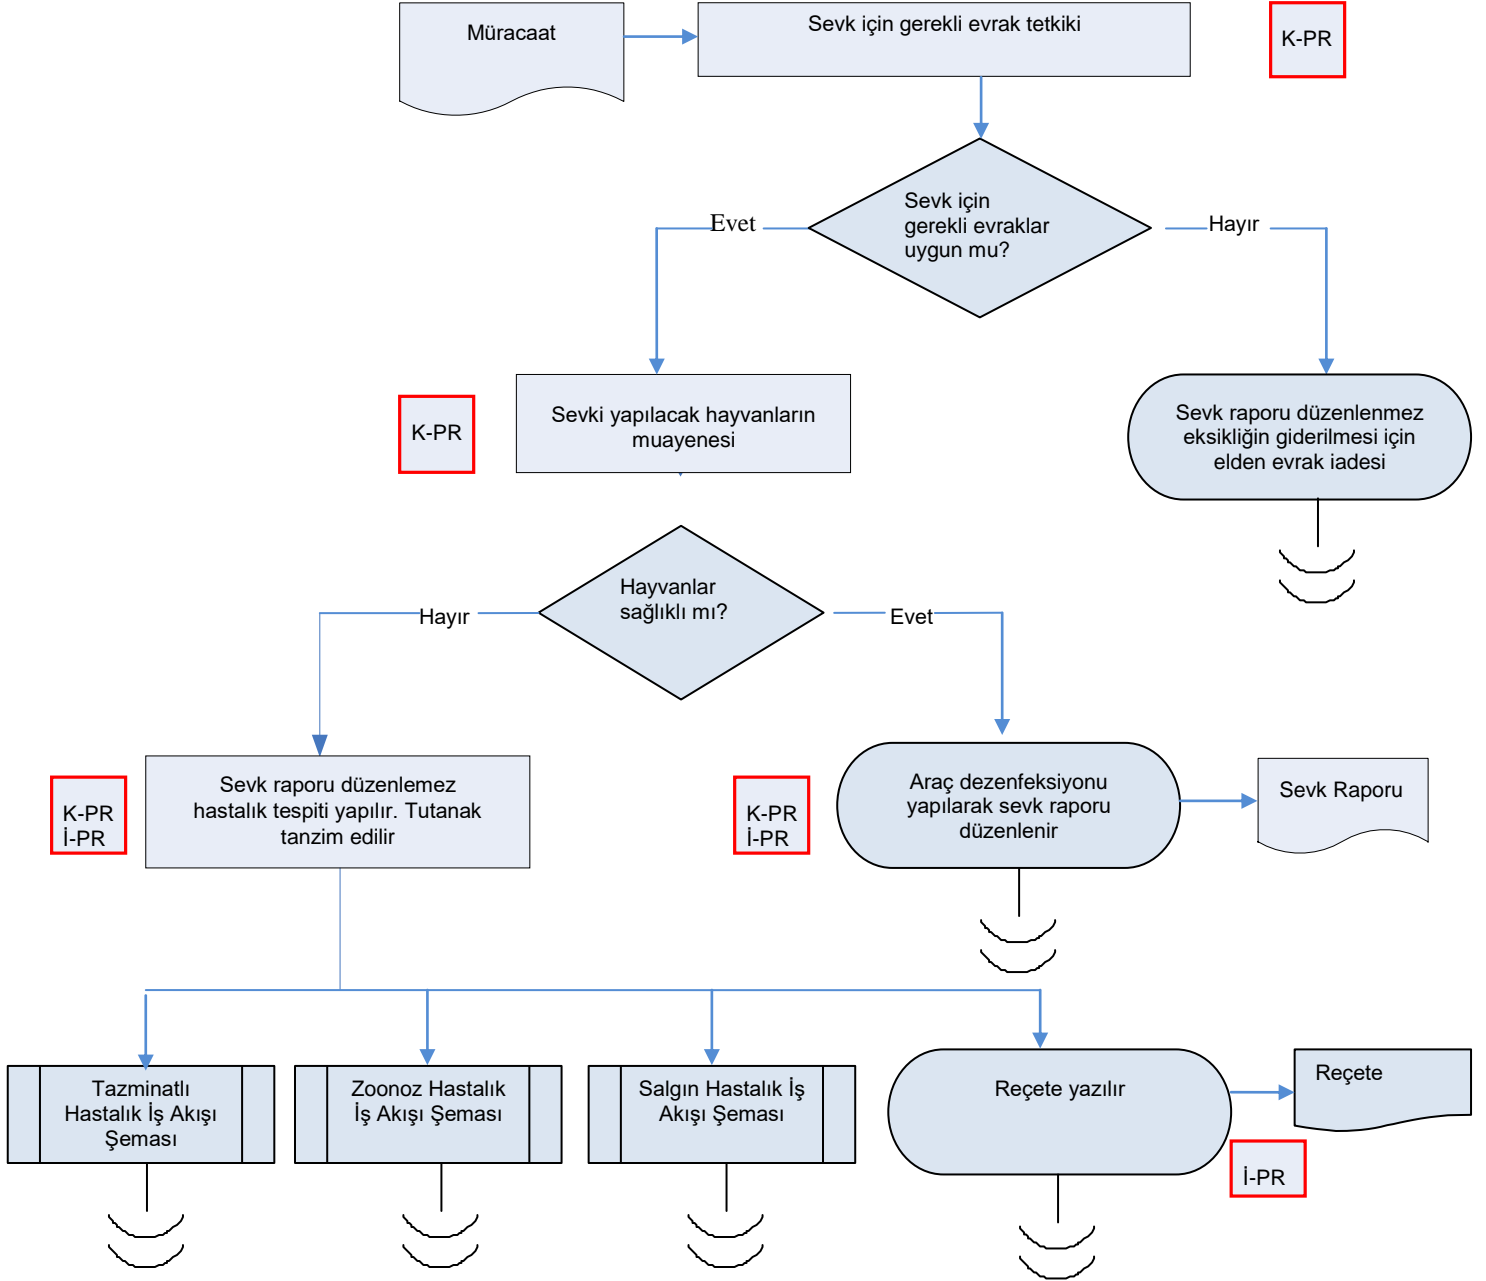 Müracaat
Sevk için gerekli evrak tetkiki
K-PR
Sevk için
gerekli evraklar
uygun mu?
Evet
Hayır
K-PR
Sevki yapılacak hayvanların
muayenesi
Sevk raporu düzenlenmez
eksikliğin giderilmesi için
elden evrak iadesi
Hayvanlar
sağlıklı mı?
Hayır
Evet
K-PR
İ-PR
Sevk raporu düzenlemez
hastalık tespiti yapılır. Tutanak
tanzim edilir
K-PR
İ-PR
Araç dezenfeksiyonu
yapılarak sevk raporu
düzenlenir
Sevk Raporu
Tazminatlı
Hastalık İş Akışı
Şeması
Zoonoz Hastalık
İş Akışı Şeması
Salgın Hastalık İş
Akışı Şeması
Reçete yazılır
Reçete
İ-PR